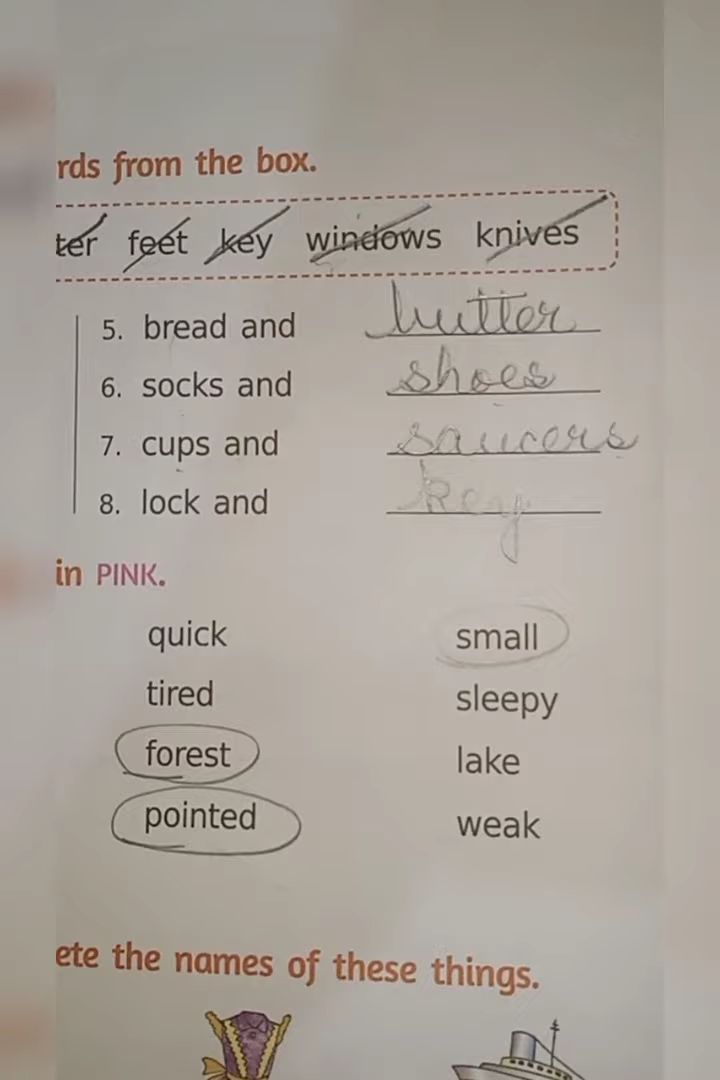 rds from the box.
ter feet key windows knives
5. bread and butter
6. socks and shoes
7. cups and saucers
8. lock and key
in PINK.
quick small
tired sleepy
forest lake
pointed weak
ete the names of these things.